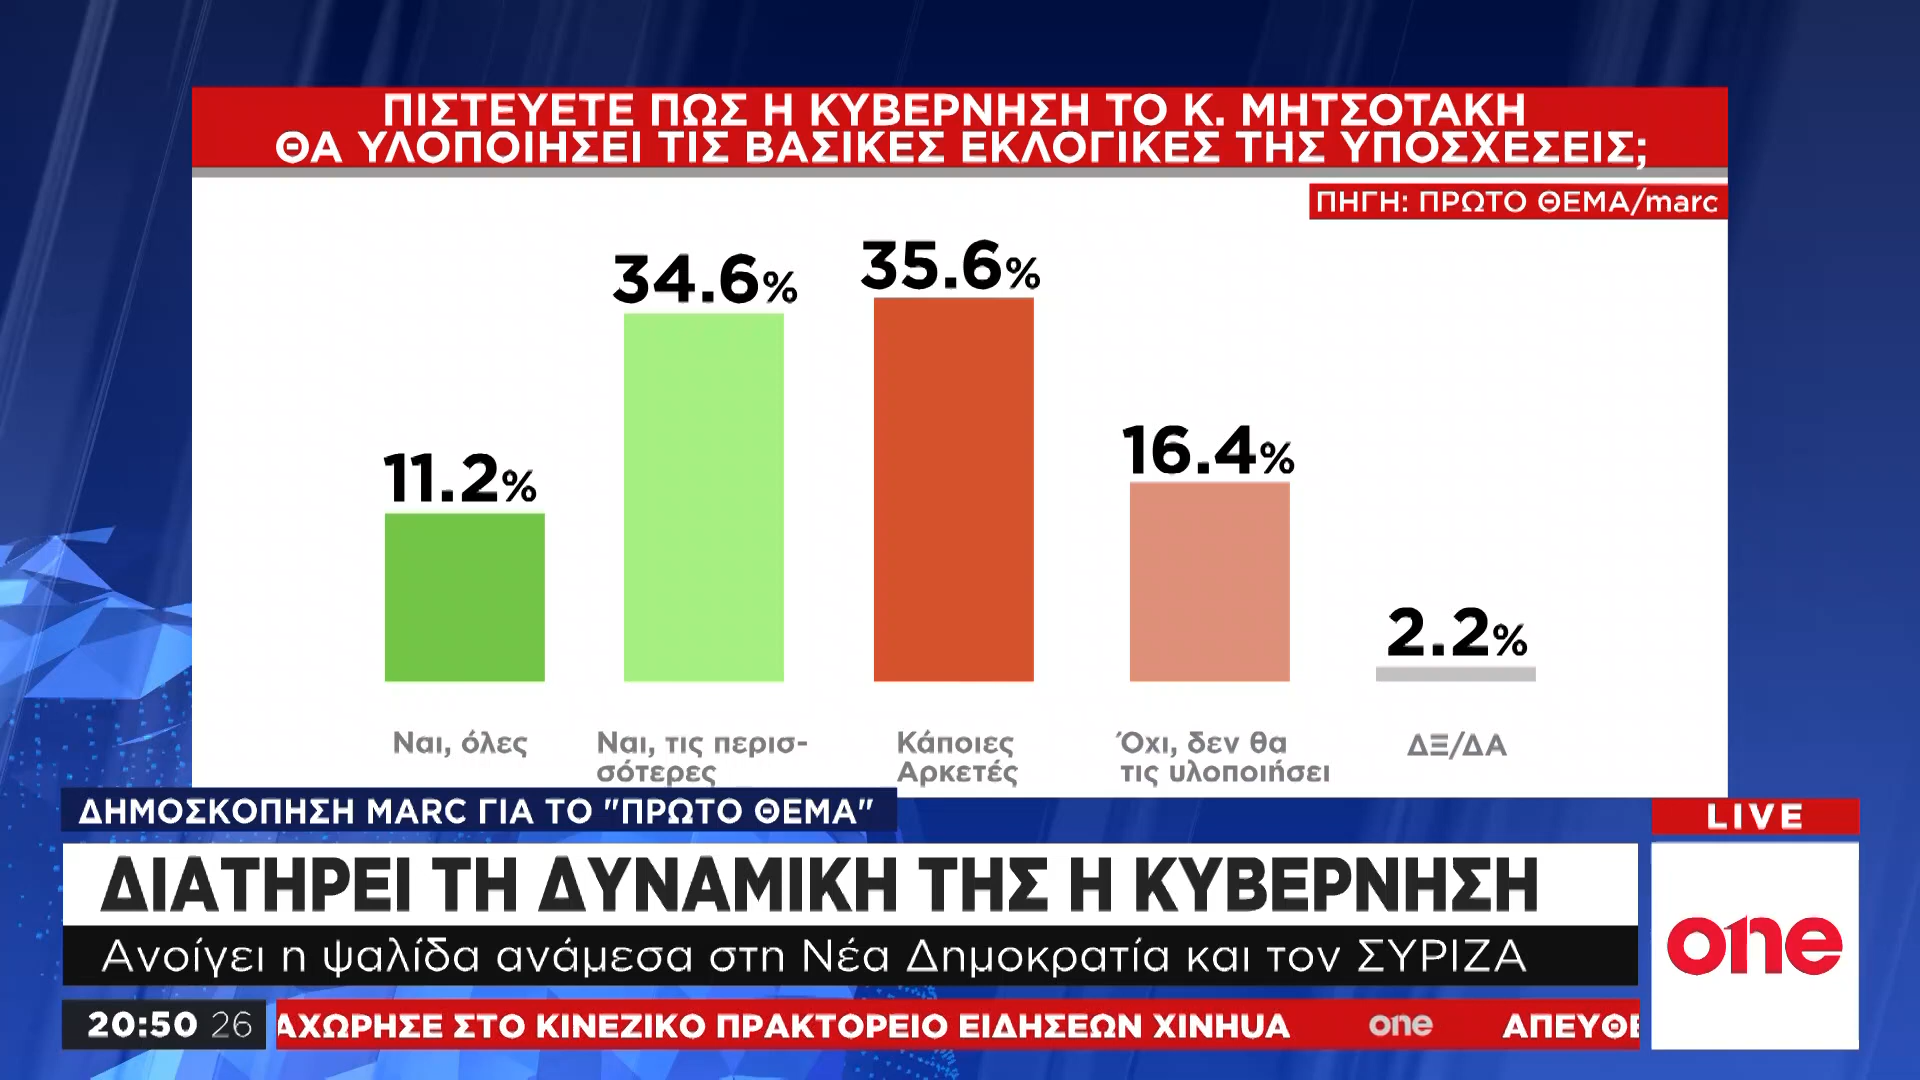 ΠΙΣΤΕΥΕΤΕ ΠΩΣ Η ΚΥΒΕΡΝΗΣΗ ΤΟ Κ. ΜΗΤΣΟΤΑΚΗ
ΘΑ ΥΛΟΠΟΙΗΣΕΙ ΤΙΣ ΒΑΣΙΚΕΣ ΕΚΛΟΓΙΚΕΣ ΤΗΣ ΥΠΟΣΧΕΣΕΙΣ;
ΠΗΓΗ: ΠΡΩΤΟ ΘΕΜΑ/marc
11.2%
34.6%
35.6%
16.4%
2.2%
Ναι, όλες
Ναι, τις περισ-
σότερες
Κάποιες
Αρκετές
Όχι, δεν θα
τις υλοποιήσει
ΔΞ/ΔΑ
ΔΗΜΟΣΚΟΠΗΣΗ MARC ΓΙΑ ΤΟ "ΠΡΩΤΟ ΘΕΜΑ"
LIVE
ΔΙΑΤΗΡΕΙ ΤΗ ΔΥΝΑΜΙΚΗ ΤΗΣ Η ΚΥΒΕΡΝΗΣΗ
Ανοίγει η ψαλίδα ανάμεσα στη Νέα Δημοκρατία και τον ΣΥΡΙΖΑ
one
20:50 26
ΑΧΩΡΗΣΕ ΣΤΟ ΚΙΝΕΖΙΚΟ ΠΡΑΚΤΟΡΕΙΟ ΕΙΔΗΣΕΩΝ XINHUA one ΑΠΕΥΘΕ